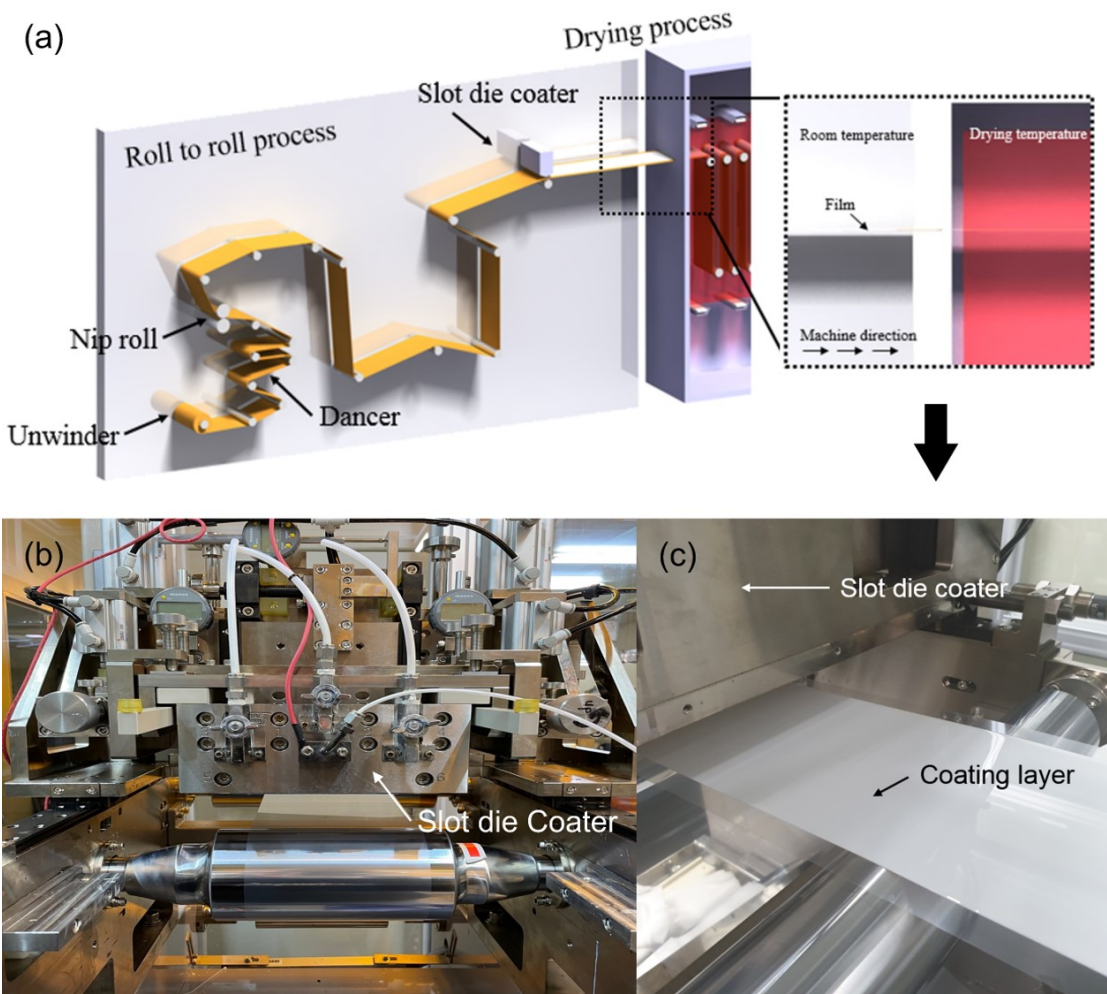 (a)
Drying process
Slot die coater
Roll to roll process
Room temperature
Drying temperature
Film
Nip roll
Machine direction
Dancer
Unwinder
(b)
Slot die Coater
(c)
Slot die coater
Coating layer